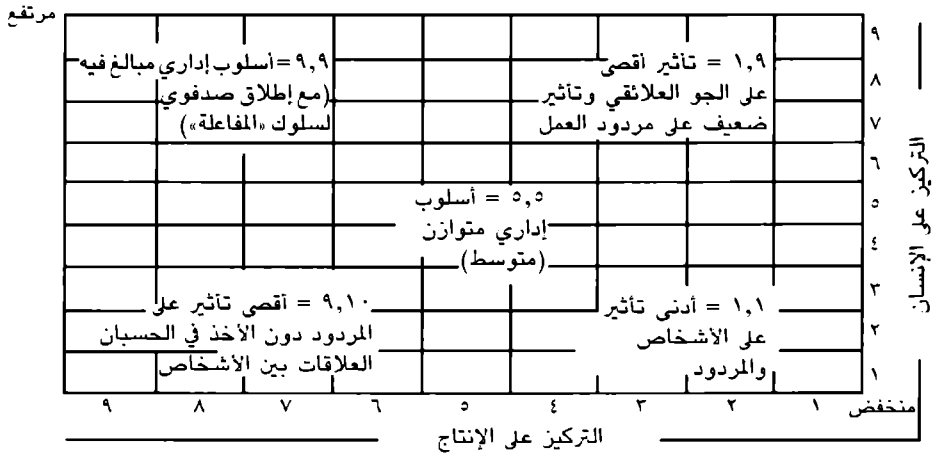 مرتفع
١,٩ = تأثير أقصى
على الجو العلائقي وتأثير
ضعيف على مردود العمل
٩,٩=أسلوب إداري مبالغ فيه
(مع إطلاق صدفوي
لسلوك «المفاعلة»)
٥,٥ = أسلوب
إداري متوازن
(متوسط)
١,١ = أدنى تأثير
على الأشخاص
والمردود
٩,١٠ = أقصى تأثير على
المردود دون الأخذ في الحسبان
العلاقات بين الأشخاص
٩
٨
٧
٦
٥
٤
٣
٢
١
التركيز على الإنسان
منخفض ١ ٢ ٣ ٤ ٥ ٦ ٧ ٨ ٩
التركيز على الإنتاج